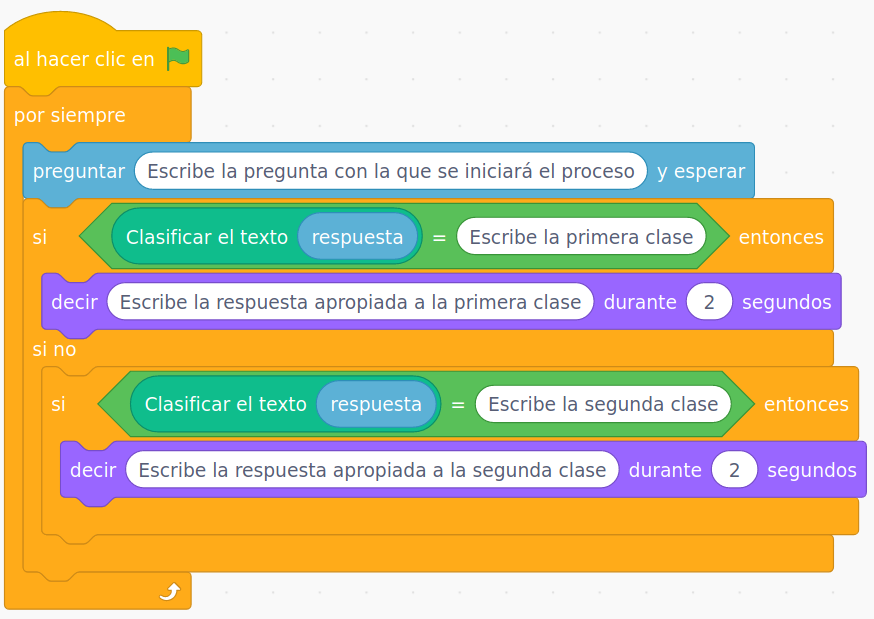 al hacer clic en
por siempre
preguntar Escribe la pregunta con la que se iniciará el proceso y esperar
si Clasificar el texto respuesta = Escribe la primera clase entonces
decir Escribe la respuesta apropiada a la primera clase durante 2 segundos
si no
si Clasificar el texto respuesta = Escribe la segunda clase entonces
decir Escribe la respuesta apropiada a la segunda clase durante 2 segundos